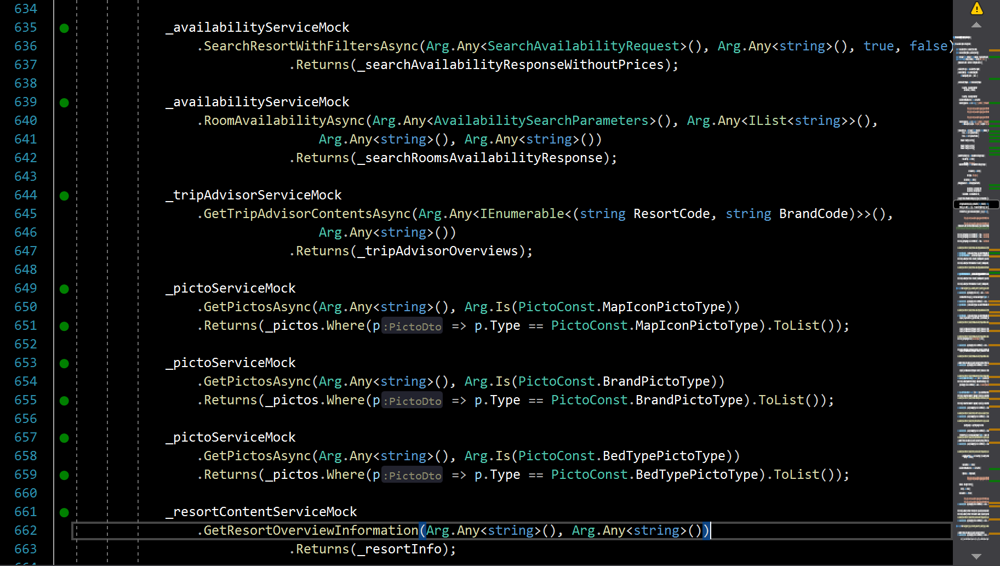 634
635 _availabilityServiceMock
636 .SearchResortWithFiltersAsync(Arg.Any<SearchAvailabilityRequest>(), Arg.Any<string>(), true, false)
637 .Returns(_searchAvailabilityResponseWithoutPrices);
638
639 _availabilityServiceMock
640 .RoomAvailabilityAsync(Arg.Any<AvailabilitySearchParameters>(), Arg.Any<IList<string>>(),
641 Arg.Any<string>(), Arg.Any<string>())
642 .Returns(_searchRoomsAvailabilityResponse);
643
644 _tripAdvisorServiceMock
645 .GetTripAdvisorContentsAsync(Arg.Any<IEnumerable<(string ResortCode, string BrandCode)>>(),
646 Arg.Any<string>())
647 .Returns(_tripAdvisorOverviews);
648
649 _pictoServiceMock
650 .GetPictosAsync(Arg.Any<string>(), Arg.Is(PictoConst.MapIconPictoType))
651 .Returns(_pictos.Where(p :PictoDto => p.Type == PictoConst.MapIconPictoType).ToList());
652
653 _pictoServiceMock
654 .GetPictosAsync(Arg.Any<string>(), Arg.Is(PictoConst.BrandPictoType))
655 .Returns(_pictos.Where(p :PictoDto => p.Type == PictoConst.BrandPictoType).ToList());
656
657 _pictoServiceMock
658 .GetPictosAsync(Arg.Any<string>(), Arg.Is(PictoConst.BedTypePictoType))
659 .Returns(_pictos.Where(p :PictoDto => p.Type == PictoConst.BedTypePictoType).ToList());
660
661 _resortContentServiceMock
662 .GetResortOverviewInformation(Arg.Any<string>(), Arg.Any<string>())
663 .Returns(_resortInfo);